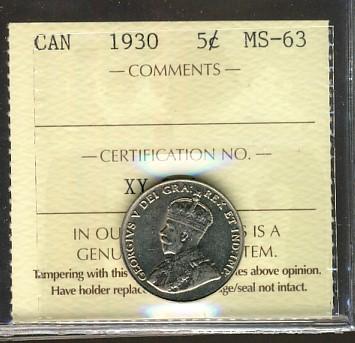 CAN 1930 5¢ MS-63
— COMMENTS —
— CERTIFICATION NO. —
XY
GEORGIVS V DEI GRA: REX ET IND: IMP:
IN OU S IS A
GENU TEM.
Tampering with this es above opinion.
Have holder replac ge/seal not intact.